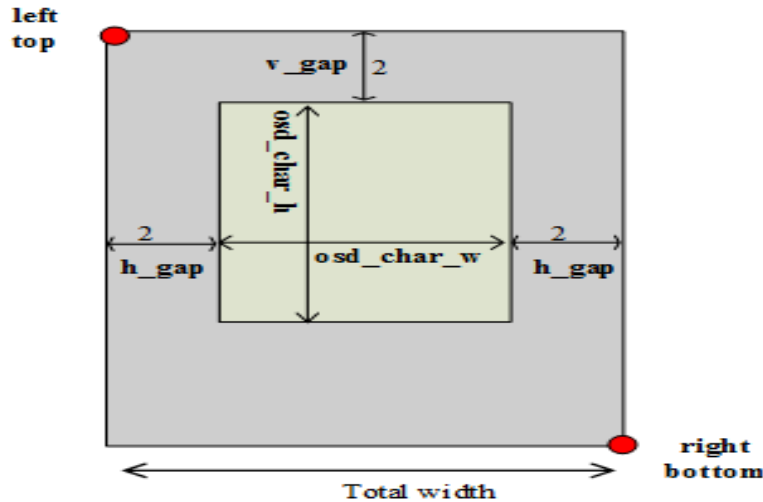 left
top
v_gap
2
osd_char_h
2
2
osd_char_w
h_gap
h_gap
right
bottom
Total width